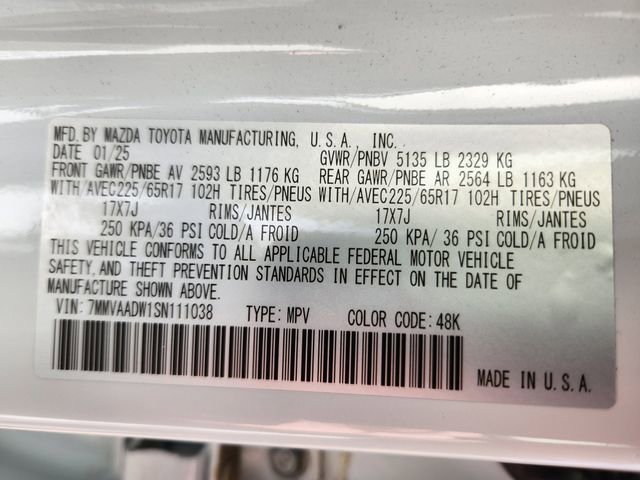 MFD. BY MAZDA TOYOTA MANUFACTURING, U.S.A., INC.
DATE 01/25 GVWR/PNBV 5135 LB 2329 KG
FRONT GAWR/PNBE AV 2593 LB 1176 KG REAR GAWR/PNBE AR 2564 LB 1163 KG
WITH/AVEC225/65R17 102H TIRES/PNEUS WITH/AVEC225/65R17 102H TIRES/PNEUS
17X7J RIMS/JANTES 17X7J RIMS/JANTES
250 KPA/ 36 PSI COLD/A FROID 250 KPA/ 36 PSI COLD/A FROID
THIS VEHICLE CONFORMS TO ALL APPLICABLE FEDERAL MOTOR VEHICLE
SAFETY, AND THEFT PREVENTION STANDARDS IN EFFECT ON THE DATE OF
MANUFACTURE SHOWN ABOVE.
VIN: 7MMVAADW1SN111038 TYPE: MPV COLOR CODE: 48K
MADE IN U.S.A.